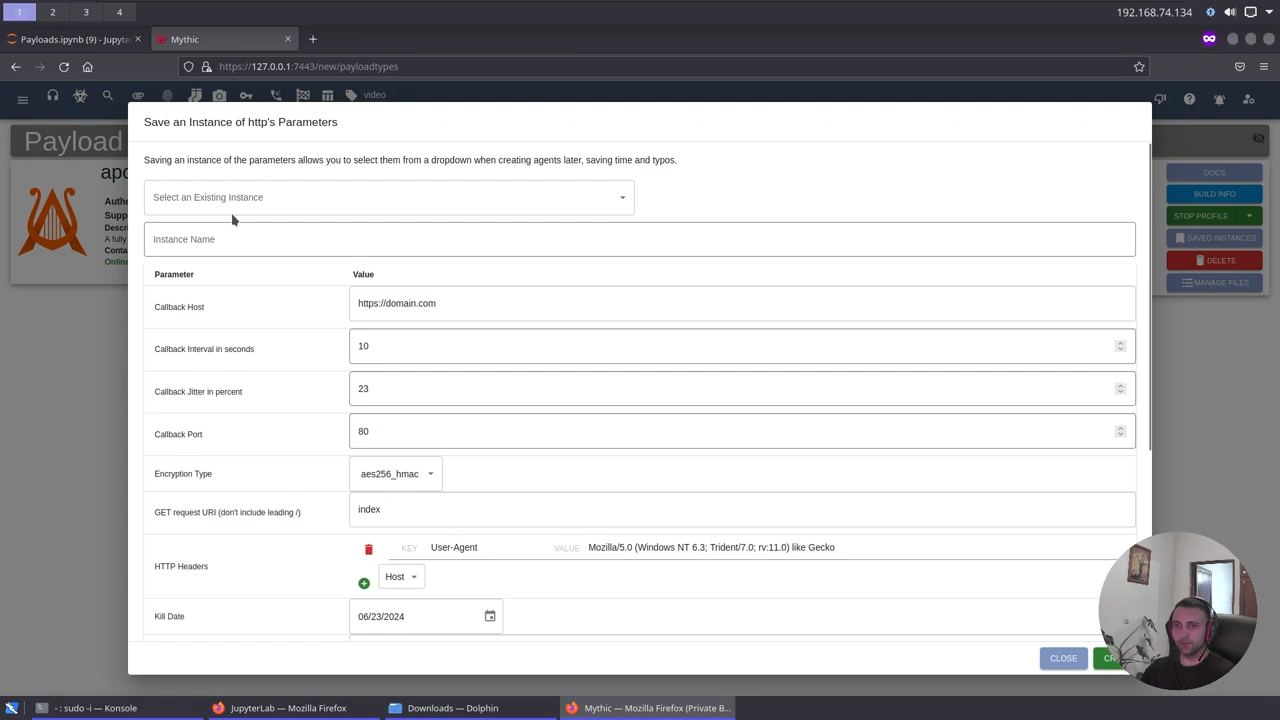 1 2 3 4 192.168.74.134
Payloads.ipynb (9) - Jupyte
Mythic
https://127.0.0.1:7443/new/payloadtypes
video
Save an Instance of http's Parameters
Payload
Saving an instance of the parameters allows you to select them from a dropdown when creating agents later, saving time and typos.
apo
DOCS
Select an Existing Instance
BUILD INFO
Autho
Suppo
STOP PROFILE
Descri
Instance Name
A fully
SAVED INSTANCES
Conta
Online
DELETE
Parameter Value
MANAGE FILES
Callback Host https://domain.com
Callback Interval in seconds 10
Callback Jitter in percent 23
Callback Port 80
Encryption Type aes256_hmac
GET request URI (don't include leading /) index
HTTP Headers KEY User-Agent VALUE Mozilla/5.0 (Windows NT 6.3; Trident/7.0; rv:11.0) like Gecko
Host
Kill Date 06/23/2024
CLOSE CR
- : sudo -i — Konsole
JupyterLab — Mozilla Firefox
Downloads — Dolphin
Mythic — Mozilla Firefox (Private B...